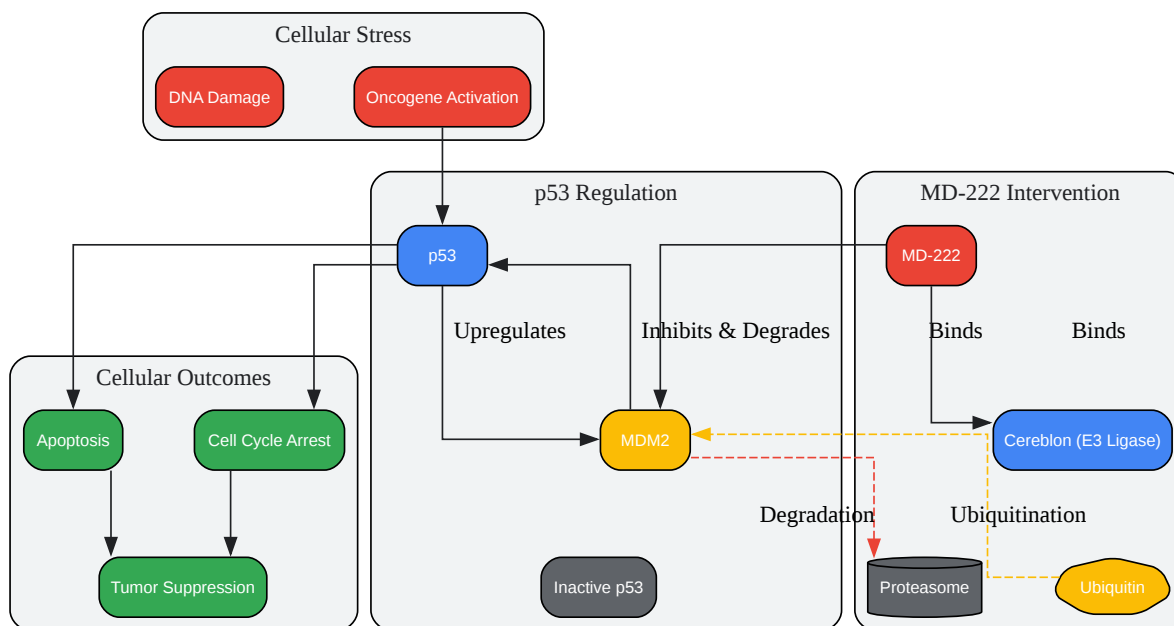 Cellular Stress
DNA Damage
Oncogene Activation
p53 Regulation
MD-222 Intervention
p53
MD-222
Upregulates
Inhibits & Degrades
Binds
Binds
Cellular Outcomes
Apoptosis
Cell Cycle Arrest
MDM2
Cereblon (E3 Ligase)
Degradation
Ubiquitination
Tumor Suppression
Inactive p53
Proteasome
Ubiquitin